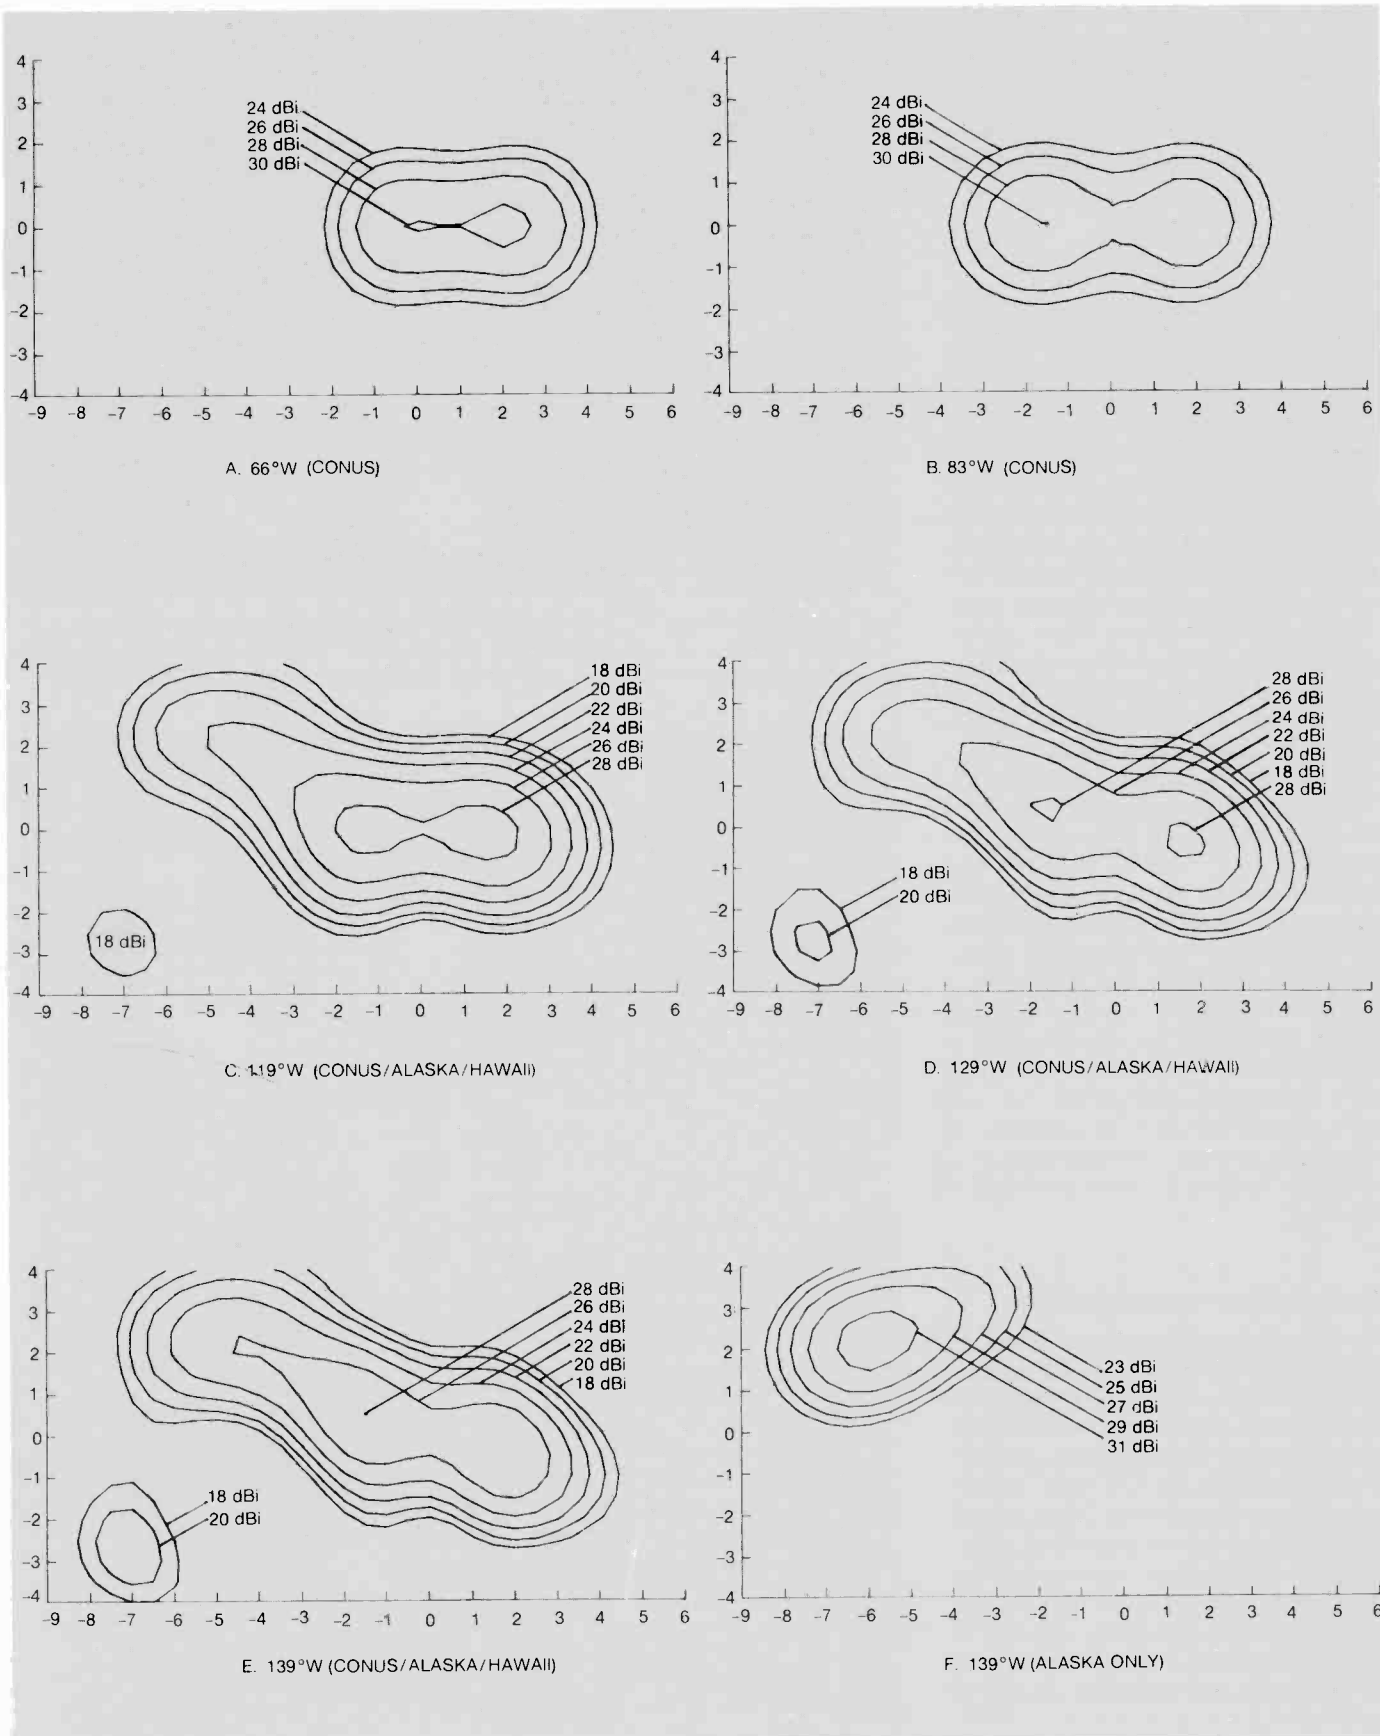 4
3
2
1
0
-1
-2
-3
-4
24 dBi
26 dBi
28 dBi
30 dBi
-9 -8 -7 -6 -5 -4 -3 -2 -1 0 1 2 3 4 5 6
A. 66°W (CONUS)
4
3
2
1
0
-1
-2
-3
-4
24 dBi
26 dBi
28 dBi
30 dBi
-9 -8 -7 -6 -5 -4 -3 -2 -1 0 1 2 3 4 5 6
B. 83°W (CONUS)
4
3
2
1
0
-1
-2
-3
-4
18 dBi
20 dBi
22 dBi
24 dBi
26 dBi
28 dBi
18 dBi
-9 -8 -7 -6 -5 -4 -3 -2 -1 0 1 2 3 4 5 6
C. 119°W (CONUS/ALASKA/HAWAII)
4
3
2
1
0
-1
-2
-3
-4
28 dBi
26 dBi
24 dBi
22 dBi
20 dBi
18 dBi
28 dBi
18 dBi
20 dBi
-9 -8 -7 -6 -5 -4 -3 -2 -1 0 1 2 3 4 5 6
D. 129°W (CONUS/ALASKA/HAWAII)
4
3
2
1
0
-1
-2
-3
-4
28 dBi
26 dBi
24 dBi
22 dBi
20 dBi
18 dBi
18 dBi
20 dBi
-9 -8 -7 -6 -5 -4 -3 -2 -1 0 1 2 3 4 5 6
E. 139°W (CONUS/ALASKA/HAWAII)
4
3
2
1
0
-1
-2
-3
-4
23 dBi
25 dBi
27 dBi
29 dBi
31 dBi
-9 -8 -7 -6 -5 -4 -3 -2 -1 0 1 2 3 4 5 6
F. 139°W (ALASKA ONLY)